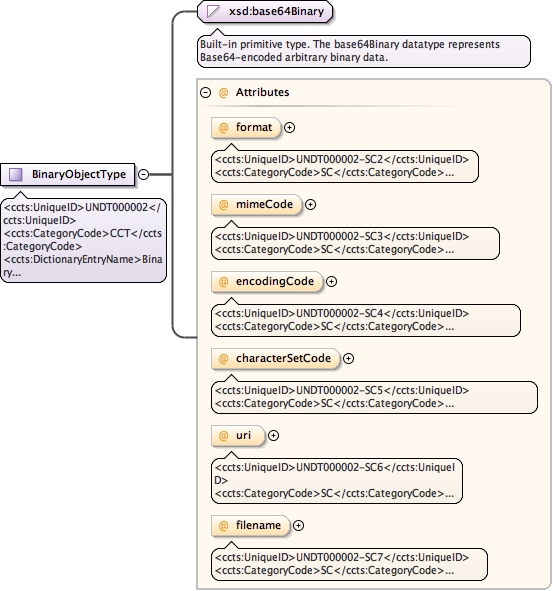 xsd:base64Binary
Built-in primitive type. The base64Binary datatype represents
Base64-encoded arbitrary binary data.
@ Attributes
@ format
<ccts:UniqueID>UNDT000002-SC2</ccts:UniqueID>
<ccts:CategoryCode>SC</ccts:CategoryCode>...
BinaryObjectType
<ccts:UniqueID>UNDT000002</
ccts:UniqueID>
<ccts:CategoryCode>CCT</ccts
:CategoryCode>
<ccts:DictionaryEntryName>Bina
ry...
@ mimeCode
<ccts:UniqueID>UNDT000002-SC3</ccts:UniqueID>
<ccts:CategoryCode>SC</ccts:CategoryCode>...
@ encodingCode
<ccts:UniqueID>UNDT000002-SC4</ccts:UniqueID>
<ccts:CategoryCode>SC</ccts:CategoryCode>...
@ characterSetCode
<ccts:UniqueID>UNDT000002-SC5</ccts:UniqueID>
<ccts:CategoryCode>SC</ccts:CategoryCode>...
@ uri
<ccts:UniqueID>UNDT000002-SC6</ccts:UniqueI
D>
<ccts:CategoryCode>SC</ccts:CategoryCode>...
@ filename
<ccts:UniqueID>UNDT000002-SC7</ccts:UniqueID>
<ccts:CategoryCode>SC</ccts:CategoryCode>...